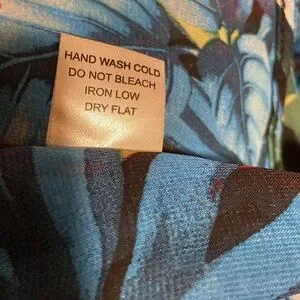 HAND WASH COLD
DO NOT BLEACH
IRON LOW
DRY FLAT